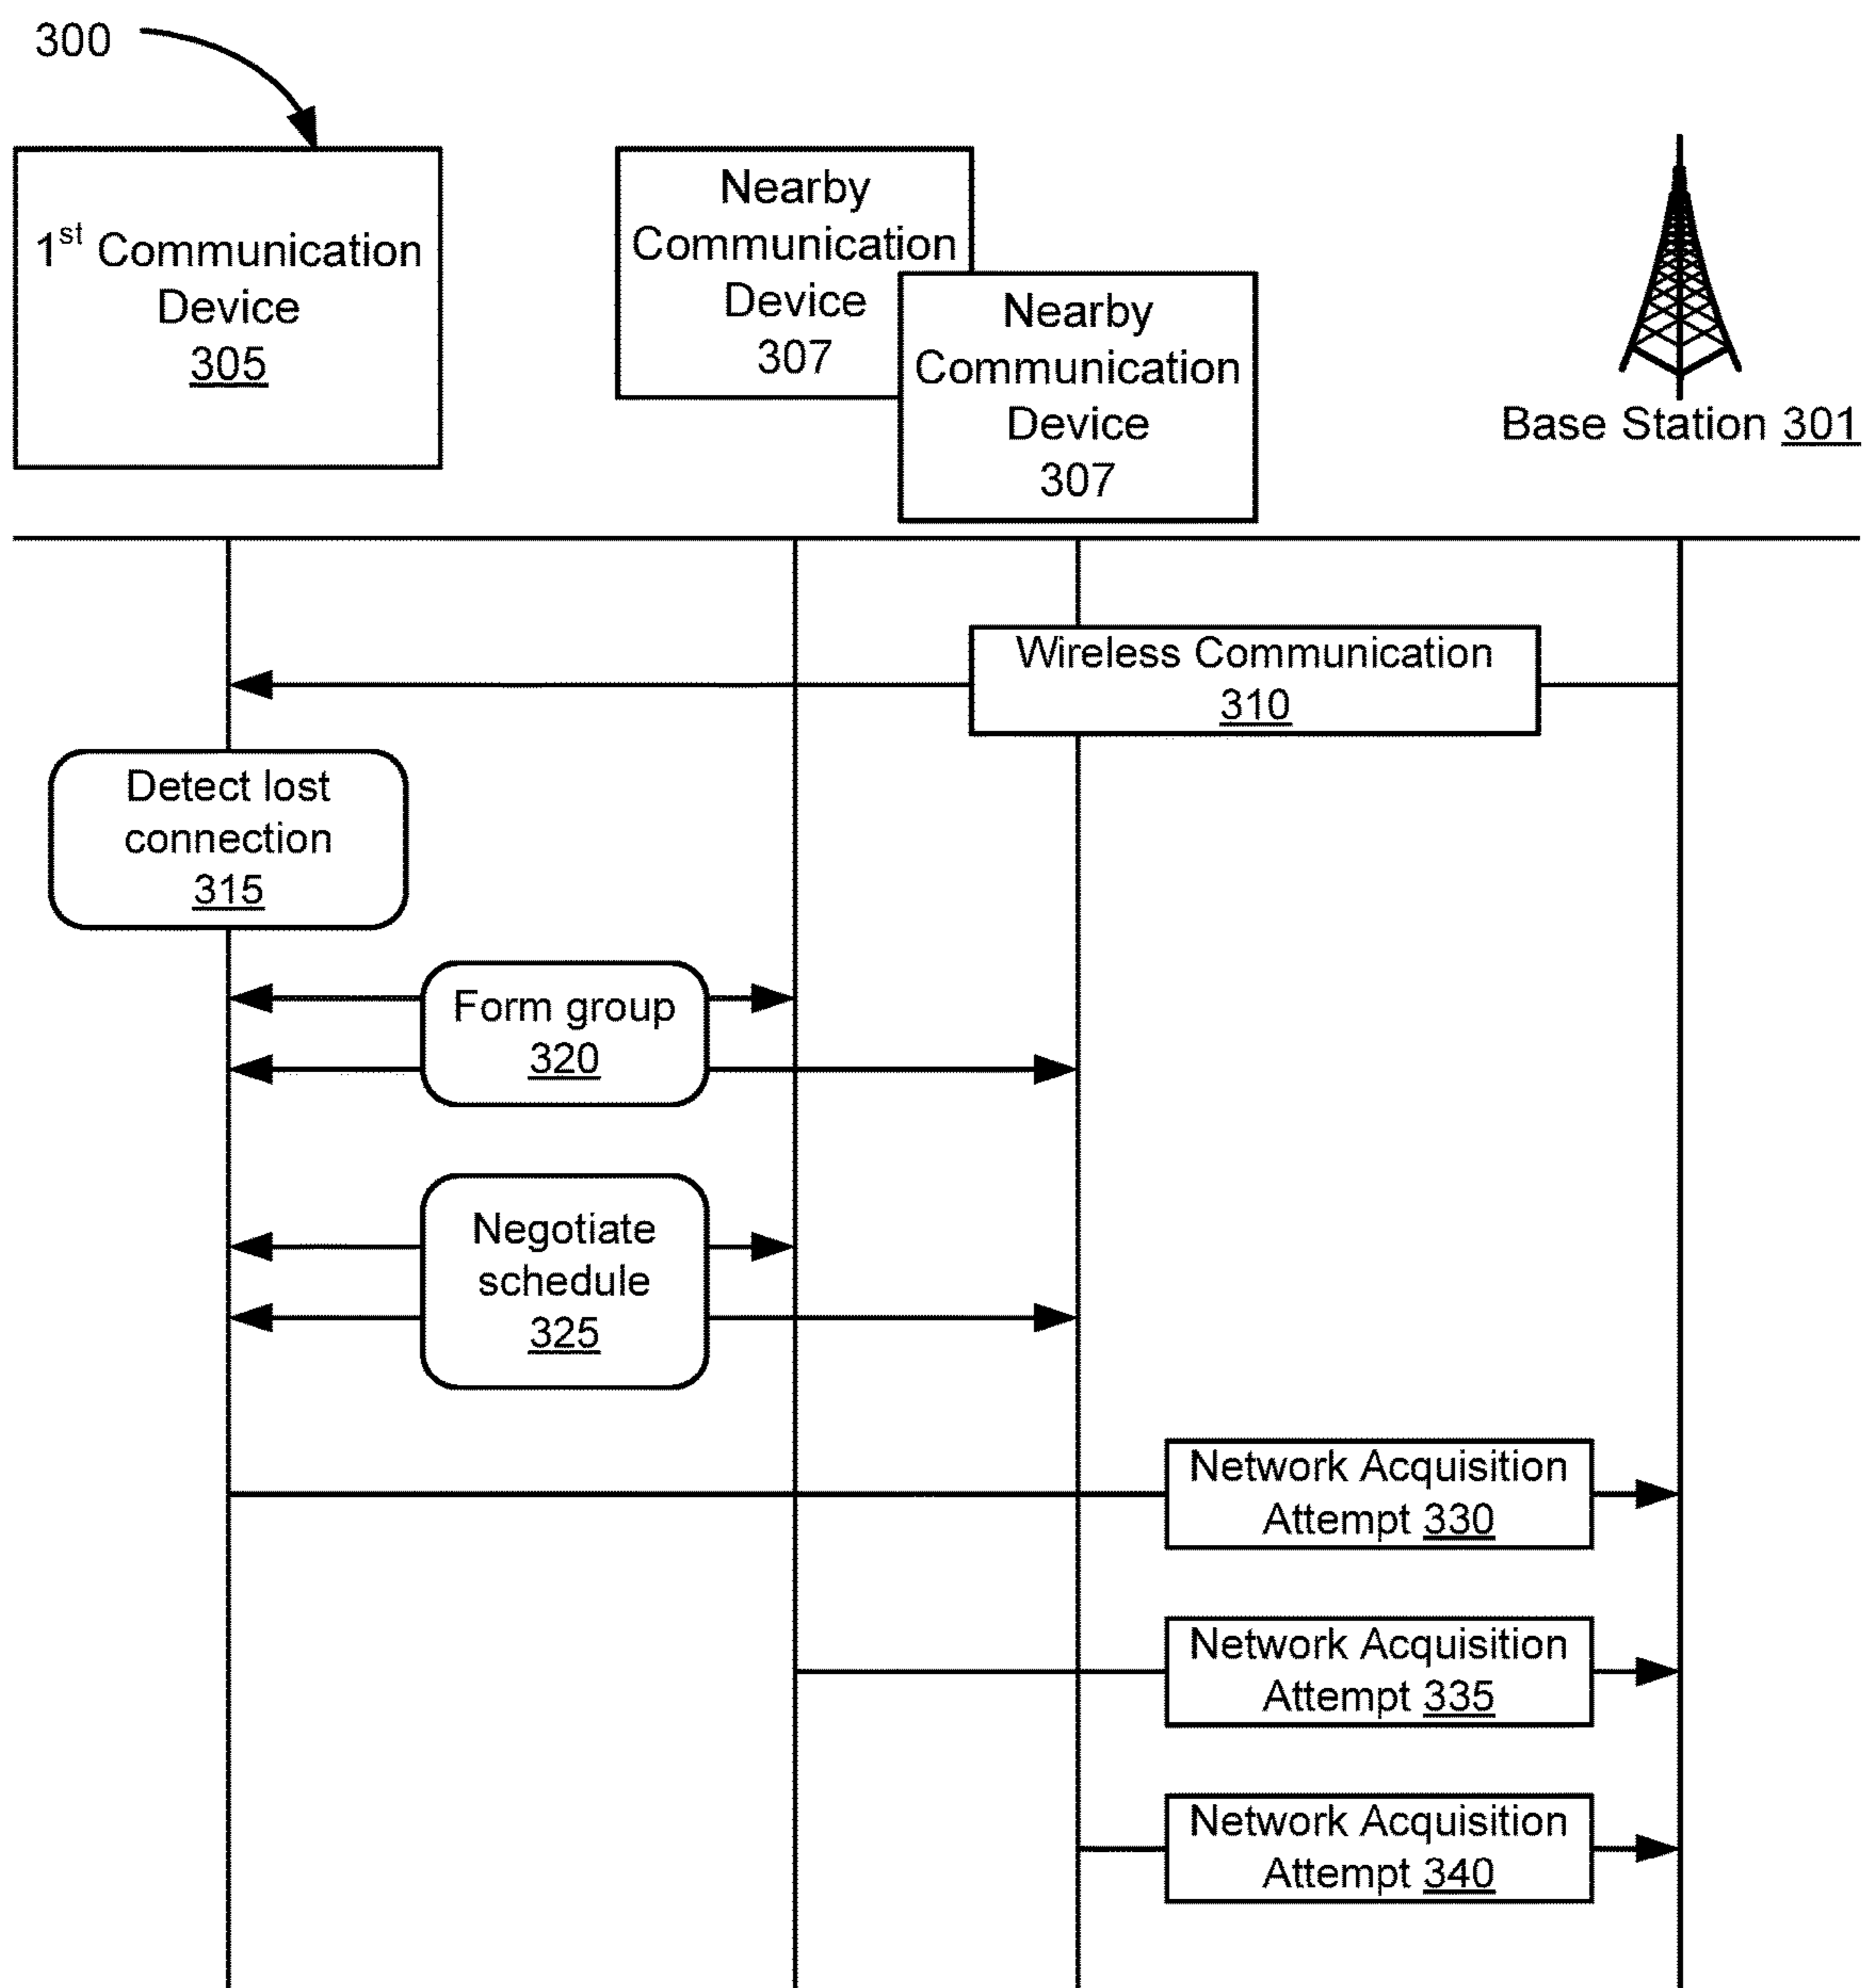 300
1st Communication
Device
305
Nearby
Communication
Device
307
Nearby
Communication
Device
307
Base Station 301
Wireless Communication
310
Detect lost
connection
315
Form group
320
Negotiate
schedule
325
Network Acquisition
Attempt 330
Network Acquisition
Attempt 335
Network Acquisition
Attempt 340